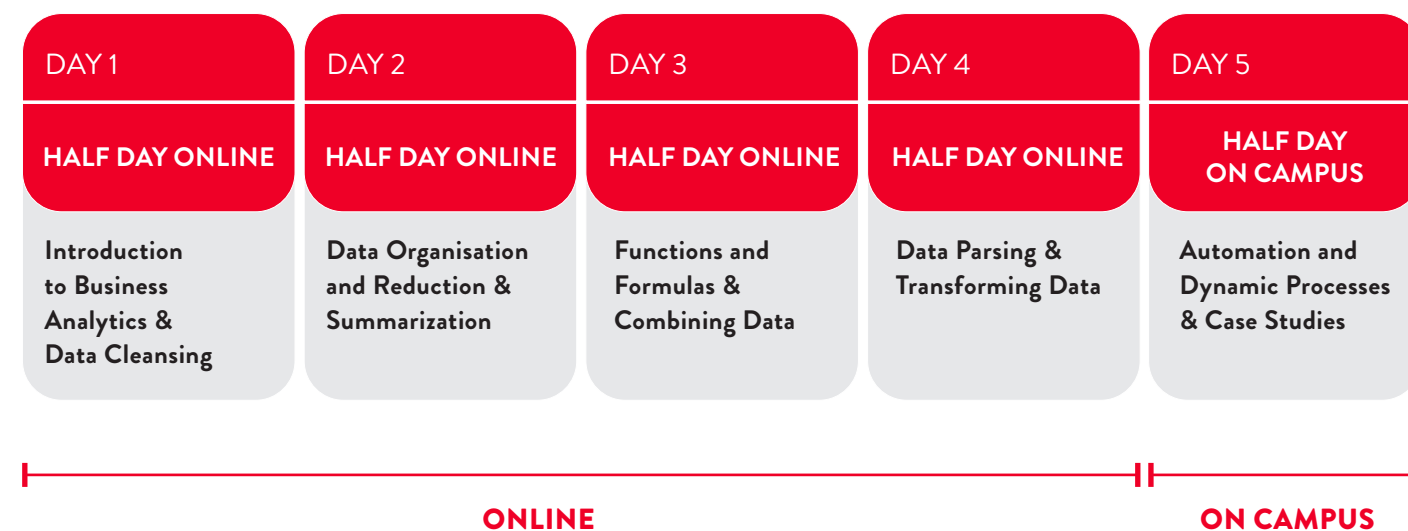 DAY 1
HALF DAY ONLINE
Introduction
to Business
Analytics &
Data Cleansing
DAY 2
HALF DAY ONLINE
Data Organisation
and Reduction &
Summarization
DAY 3
HALF DAY ONLINE
Functions and
Formulas &
Combining Data
DAY 4
HALF DAY ONLINE
Data Parsing &
Transforming Data
DAY 5
HALF DAY
ON CAMPUS
Automation and
Dynamic Processes
& Case Studies
ONLINE
ON CAMPUS